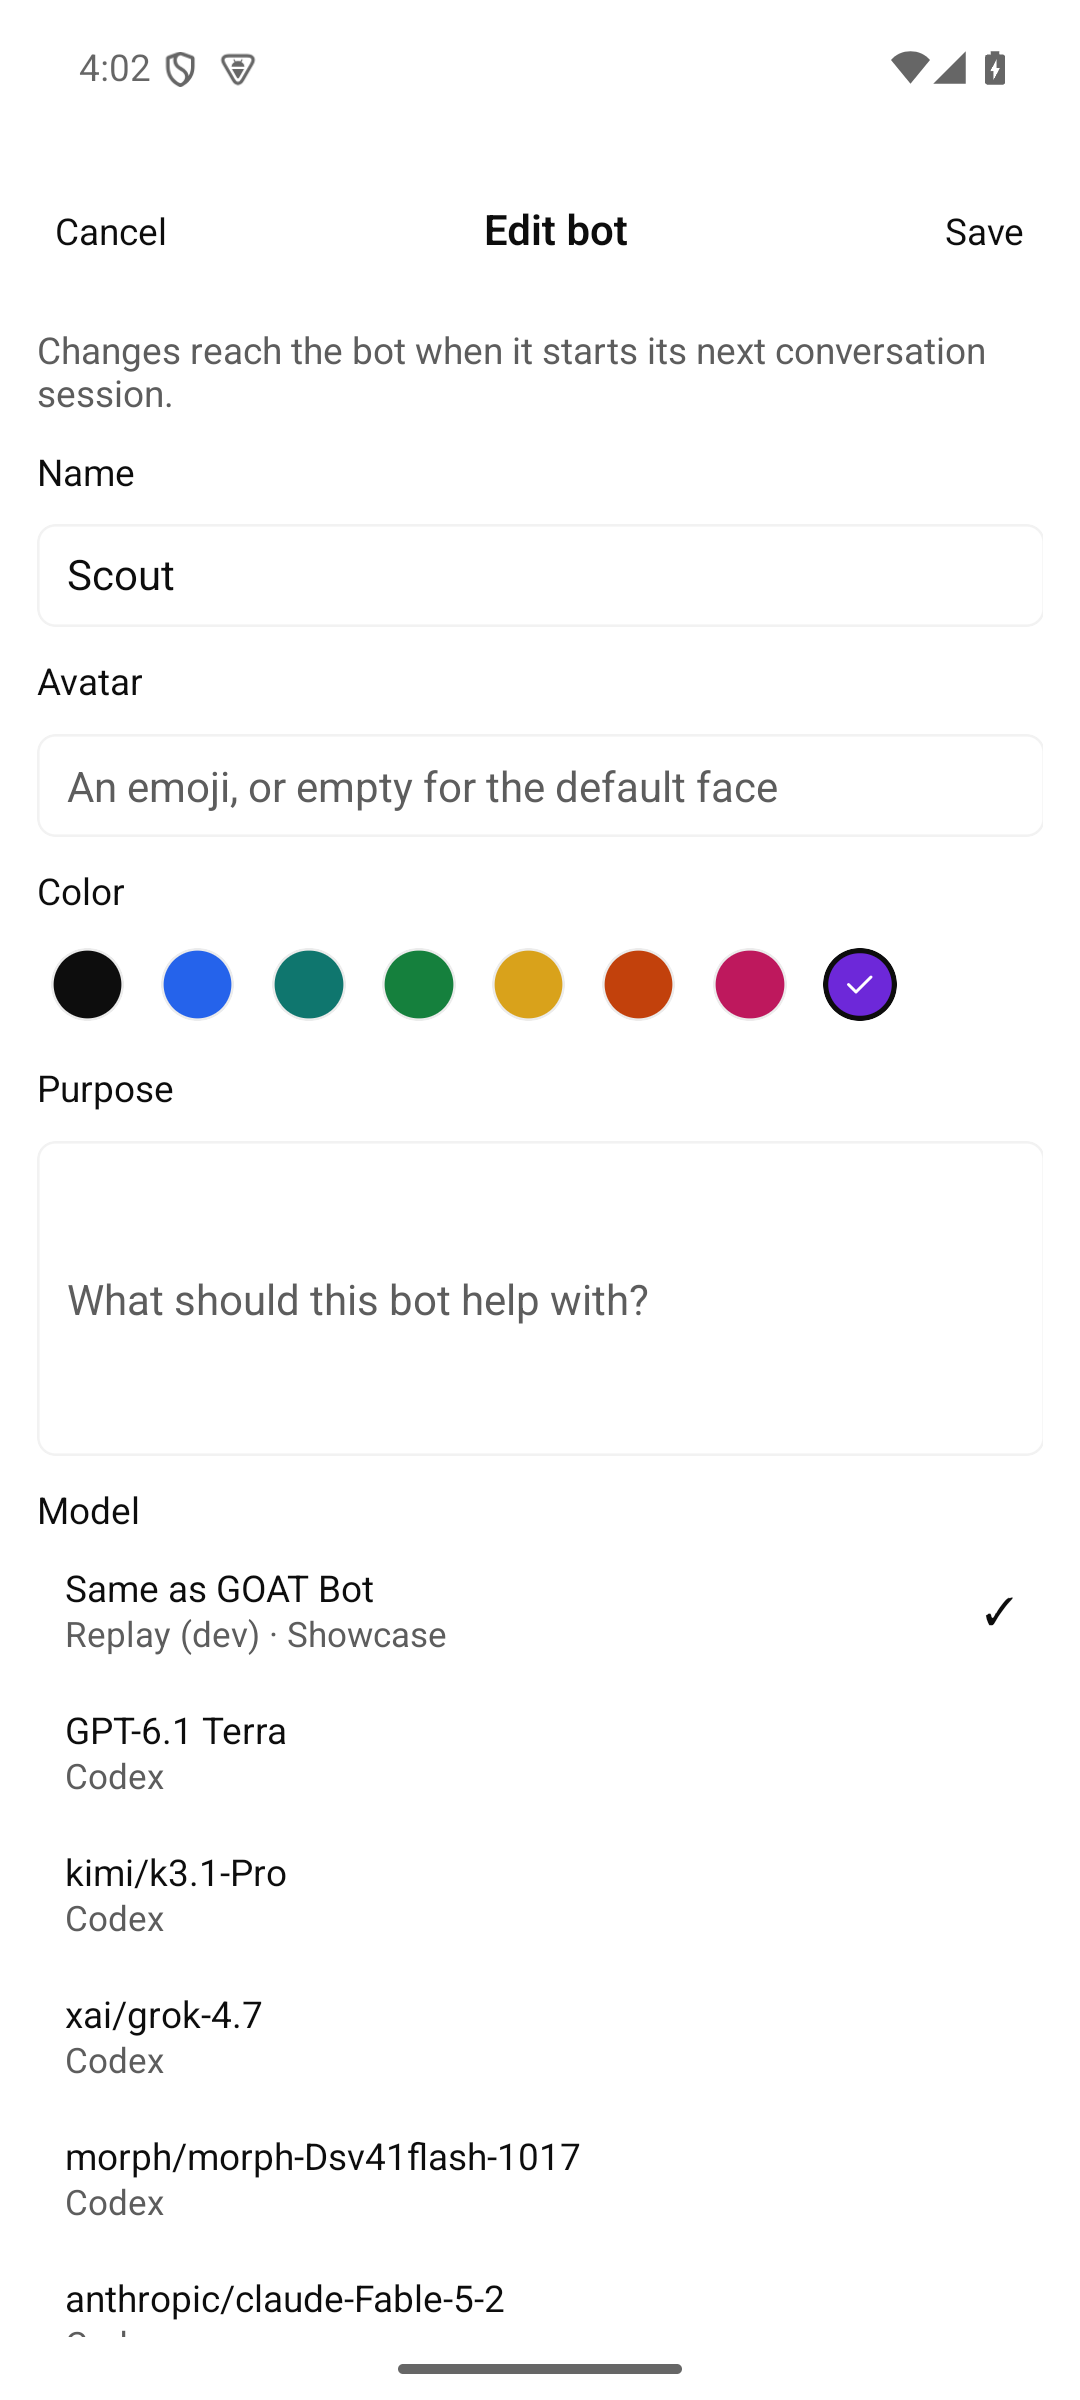 4:02
Cancel
Edit bot
Save
Changes reach the bot when it starts its next conversation
session.
Name
Scout
Avatar
An emoji, or empty for the default face
Color
Purpose
What should this bot help with?
Model
Same as GOAT Bot
Replay (dev) · Showcase
✓
GPT-6.1 Terra
Codex
kimi/k3.1-Pro
Codex
xai/grok-4.7
Codex
morph/morph-Dsv41flash-1017
Codex
anthropic/claude-Fable-5-2